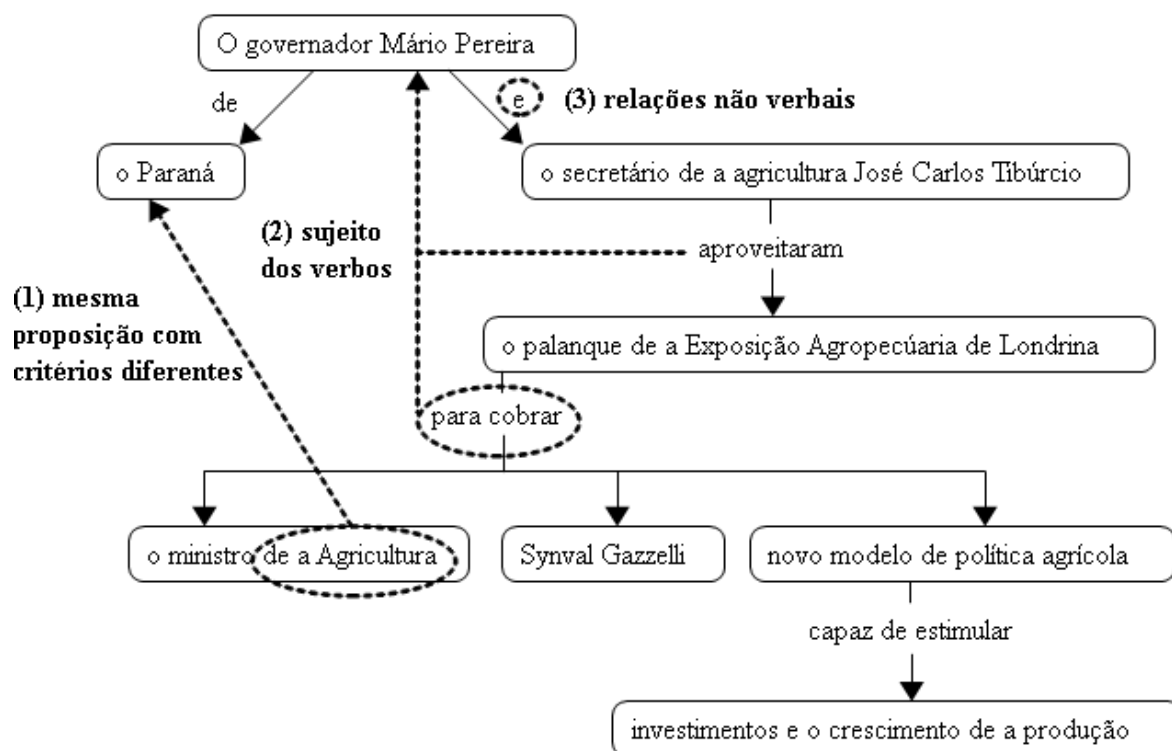 O governador Mário Pereira
de
e
(3) relações não verbais
o Paraná
o secretário de a agricultura José Carlos Tibúrcio
(2) sujeito
dos verbos
aproveitaram
(1) mesma
proposição com
critérios diferentes
o palanque de a Exposição Agropecúaria de Londrina
para cobrar
o ministro de a Agricultura
Synval Gazzelli
novo modelo de política agrícola
capaz de estimular
investimentos e o crescimento de a produção